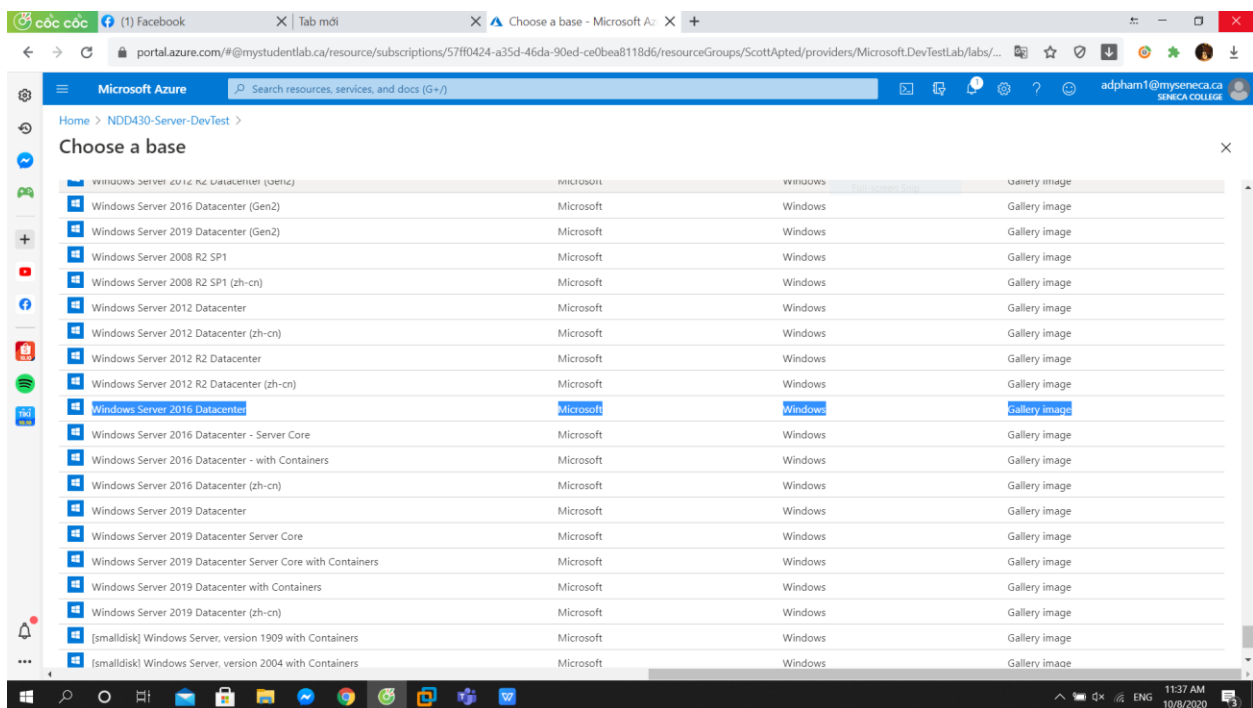 cốc cốc (1) Facebook Tab mới Choose a base - Microsoft Az
portal.azure.com/#@mystudentlab.ca/resource/subscriptions/57ff0424-a35d-46da-90ed-ce0bea8118d6/resourceGroups/ScottApted/providers/Microsoft.DevTestLab/labs/...
Microsoft Azure Search resources, services, and docs (G+/) 1 adpham1@myseneca.ca
SENECA COLLEGE
Home > NDD430-Server-DevTest >
Choose a base
Windows Server 2012 R2 Datacenter (Gen2) Microsoft Windows Gallery image
Full-screen Snip
Windows Server 2016 Datacenter (Gen2) Microsoft Windows Gallery image
Windows Server 2019 Datacenter (Gen2) Microsoft Windows Gallery image
Windows Server 2008 R2 SP1 Microsoft Windows Gallery image
Windows Server 2008 R2 SP1 (zh-cn) Microsoft Windows Gallery image
Windows Server 2012 Datacenter Microsoft Windows Gallery image
Windows Server 2012 Datacenter (zh-cn) Microsoft Windows Gallery image
Windows Server 2012 R2 Datacenter Microsoft Windows Gallery image
Windows Server 2012 R2 Datacenter (zh-cn) Microsoft Windows Gallery image
Windows Server 2016 Datacenter Microsoft Windows Gallery image
Windows Server 2016 Datacenter - Server Core Microsoft Windows Gallery image
Windows Server 2016 Datacenter - with Containers Microsoft Windows Gallery image
Windows Server 2016 Datacenter (zh-cn) Microsoft Windows Gallery image
Windows Server 2019 Datacenter Microsoft Windows Gallery image
Windows Server 2019 Datacenter Server Core Microsoft Windows Gallery image
Windows Server 2019 Datacenter Server Core with Containers Microsoft Windows Gallery image
Windows Server 2019 Datacenter with Containers Microsoft Windows Gallery image
Windows Server 2019 Datacenter (zh-cn) Microsoft Windows Gallery image
[smalldisk] Windows Server, version 1909 with Containers Microsoft Windows Gallery image
[smalldisk] Windows Server, version 2004 with Containers Microsoft Windows Gallery image
TIKI
10.10
ENG 11:37 AM
10/8/2020 3